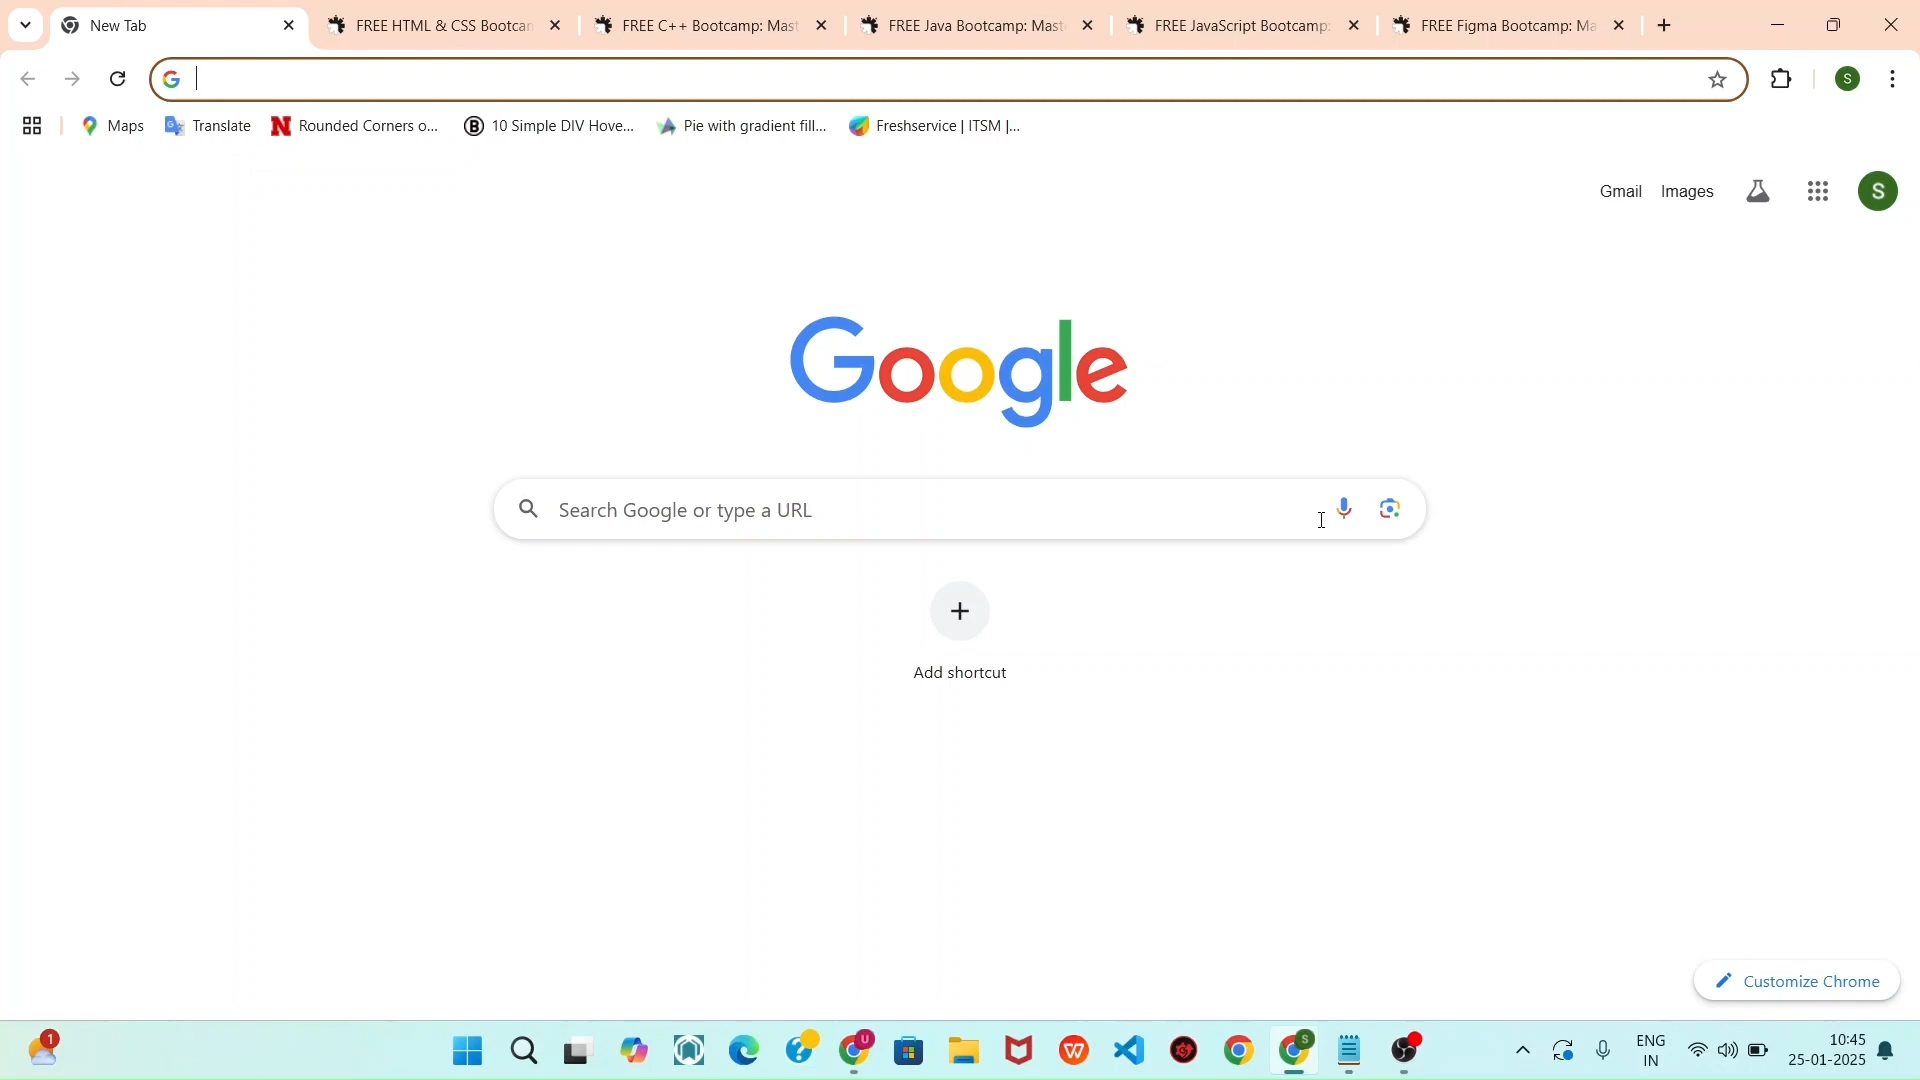 New Tab
FREE HTML & CSS Bootcan
FREE C++ Bootcamp: Mast
FREE Java Bootcamp: Maste
FREE JavaScript Bootcamp:
FREE Figma Bootcamp: Ma
S
Maps
Translate
Rounded Corners o...
10 Simple DIV Hove...
Pie with gradient fill...
Freshservice | ITSM |...
Gmail
Images
S
Google
Search Google or type a URL
Add shortcut
Customize Chrome
1
U
S
ENG
IN
10:45
25-01-2025